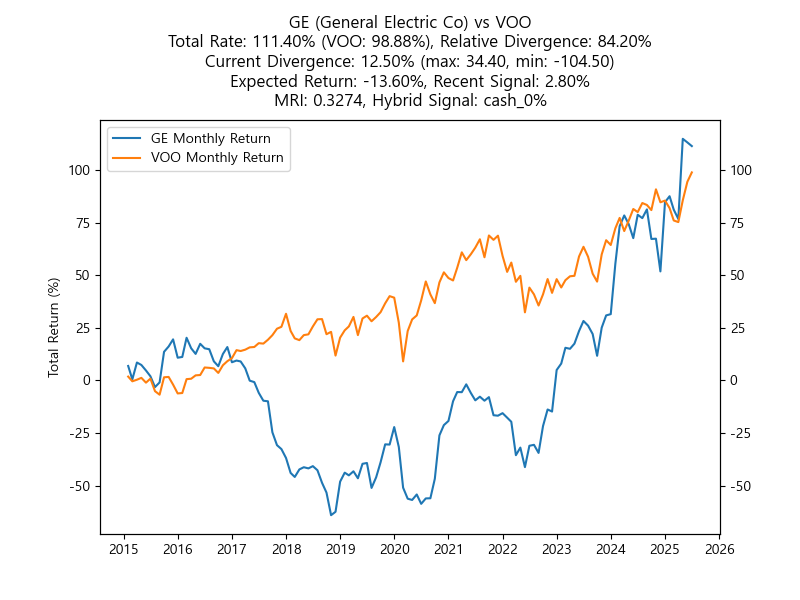 GE (General Electric Co) vs VOO
Total Rate: 111.40% (VOO: 98.88%), Relative Divergence: 84.20%
Current Divergence: 12.50% (max: 34.40, min: -104.50)
Expected Return: -13.60%, Recent Signal: 2.80%
MRI: 0.3274, Hybrid Signal: cash_0%
GE Monthly Return
VOO Monthly Return
Total Return (%)
100
75
50
25
0
-25
-50
100
75
50
25
0
-25
-50
2015 2016 2017 2018 2019 2020 2021 2022 2023 2024 2025 2026